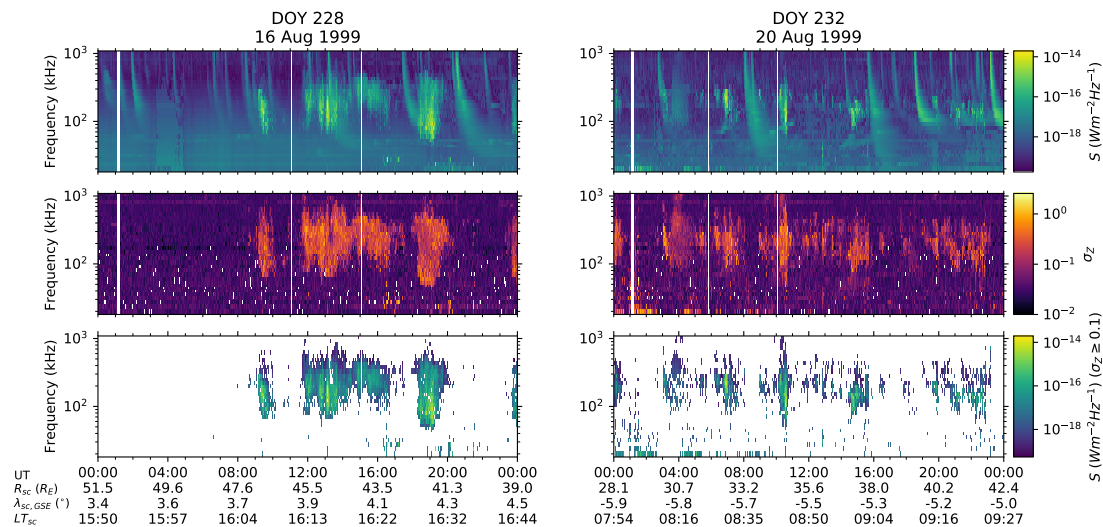 DOY 228
16 Aug 1999
DOY 232
20 Aug 1999
Frequency (kHz)
10³
10²
10³
10²
10⁻¹⁴
10⁻¹⁶
10⁻¹⁸
S (Wm⁻²Hz⁻¹)
Frequency (kHz)
10³
10²
10³
10²
10⁰
10⁻¹
10⁻²
σ_Z
Frequency (kHz)
10³
10²
10³
10²
10⁻¹⁴
10⁻¹⁶
10⁻¹⁸
S (Wm⁻²Hz⁻¹) (σ_Z ≥ 0.1)
UT 00:00 04:00 08:00 12:00 16:00 20:00 00:00 00:00 04:00 08:00 12:00 16:00 20:00 00:00
R_sc (R_E) 51.5 49.6 47.6 45.5 43.5 41.3 39.0 28.1 30.7 33.2 35.6 38.0 40.2 42.4
λ_sc,GSE (°) 3.4 3.6 3.7 3.9 4.1 4.3 4.5 -5.9 -5.8 -5.7 -5.5 -5.3 -5.2 -5.0
LT_sc 15:50 15:57 16:04 16:13 16:22 16:32 16:44 07:54 08:16 08:35 08:50 09:04 09:16 09:27